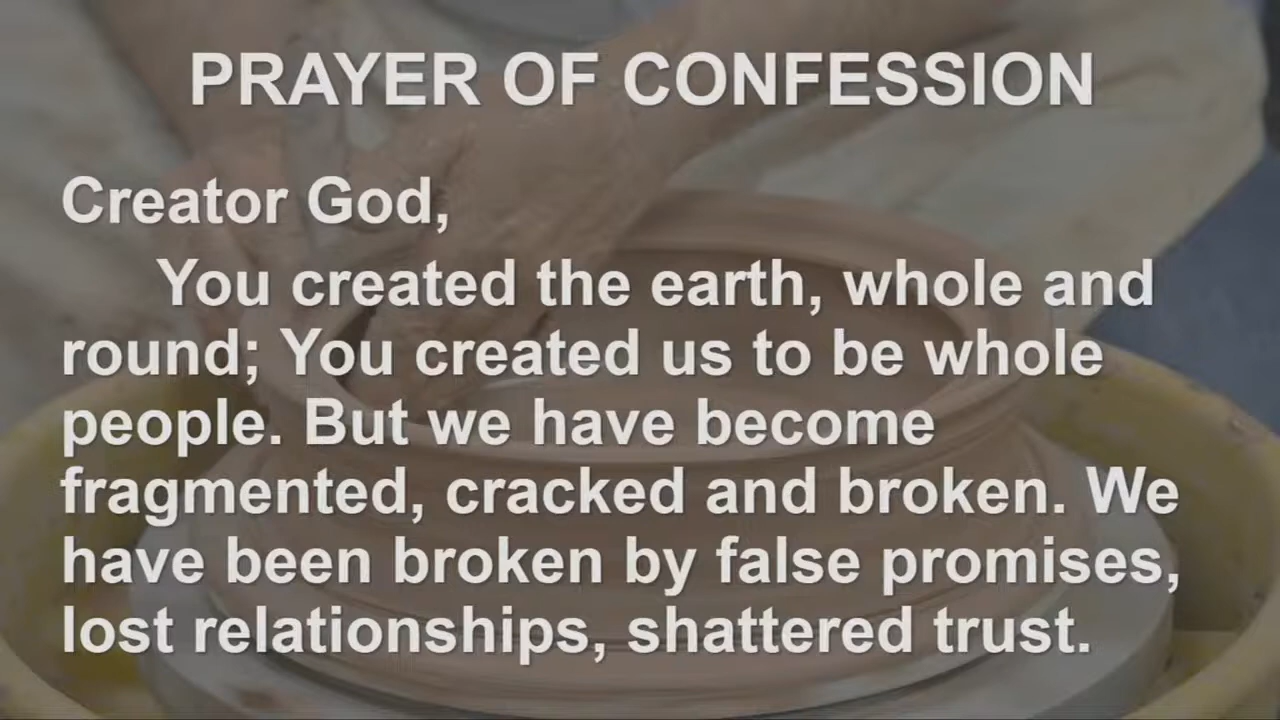 PRAYER OF CONFESSION
Creator God,
You created the earth, whole and
round; You created us to be whole
people. But we have become
fragmented, cracked and broken. We
have been broken by false promises,
lost relationships, shattered trust.